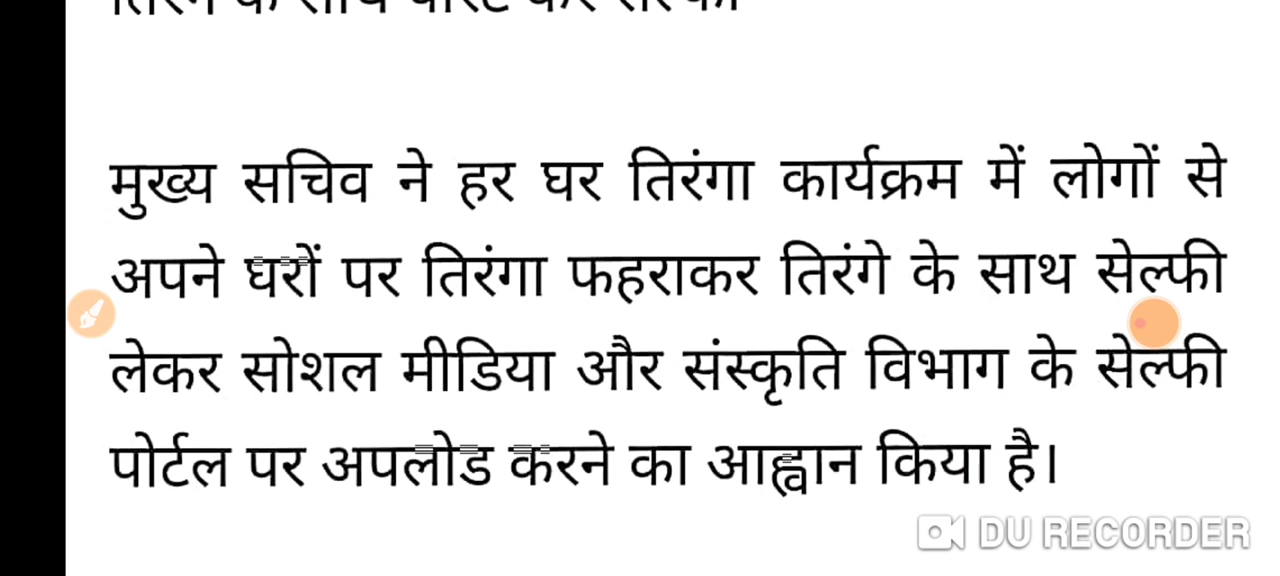 के साथ पोस्ट करें
मुख्य सचिव ने हर घर तिरंगा कार्यक्रम में लोगों से
अपने घरों पर तिरंगा फहराकर तिरंगे के साथ सेल्फी
लेकर सोशल मीडिया और संस्कृति विभाग के सेल्फी
पोर्टल पर अपलोड करने का आह्वान किया है।
DU RECORDER